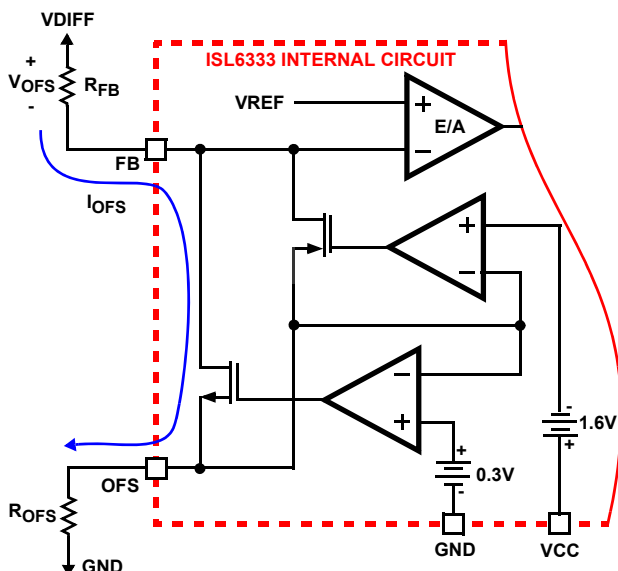 VDIFF
ISL6333 INTERNAL CIRCUIT
+
VOFS
-
RFB
VREF
+
E/A
-
FB
IOFS
+
-
-
+
-
1.6V
+
+
0.3V
-
OFS
ROFS
GND
GND
VCC